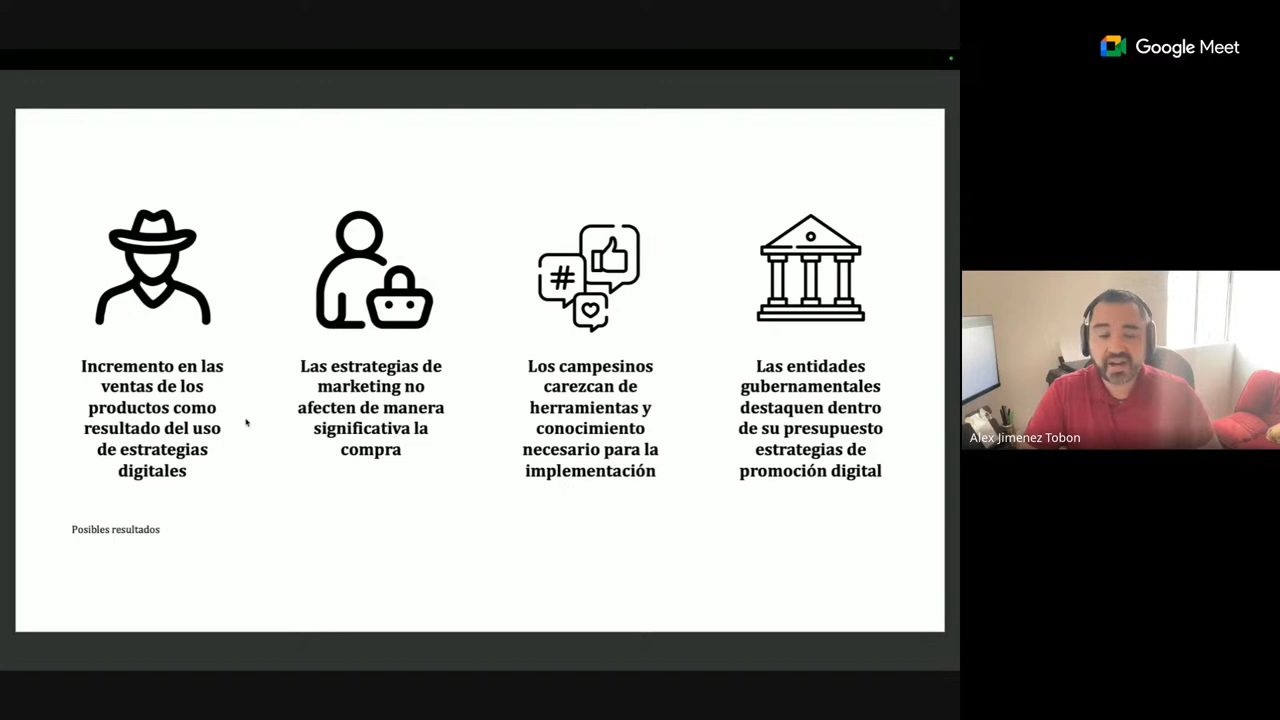 Google Meet
Incremento en las
ventas de los
productos como
resultado del uso
de estrategias
digitales
Las estrategias de
marketing no
afecten de manera
significativa la
compra
#
Los campesinos
carezcan de
herramientas y
conocimiento
necesario para la
implementación
Las entidades
gubernamentales
destaquen dentro
de su presupuesto
estrategias de
promoción digital
Posibles resultados
Alex Jimenez Tobon